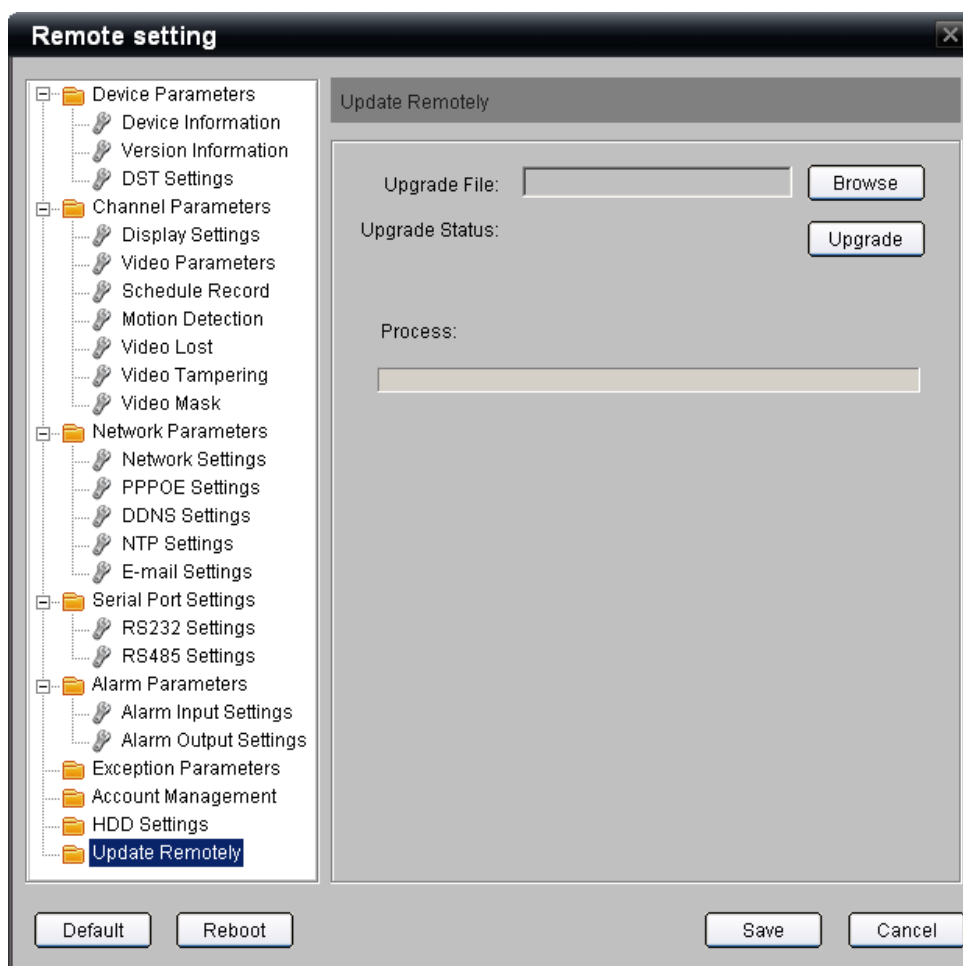 Remote setting
Device Parameters
Device Information
Version Information
DST Settings
Channel Parameters
Display Settings
Video Parameters
Schedule Record
Motion Detection
Video Lost
Video Tampering
Video Mask
Network Parameters
Network Settings
PPPOE Settings
DDNS Settings
NTP Settings
E-mail Settings
Serial Port Settings
RS232 Settings
RS485 Settings
Alarm Parameters
Alarm Input Settings
Alarm Output Settings
Exception Parameters
Account Management
HDD Settings
Update Remotely
Update Remotely
Upgrade File: Browse
Upgrade Status: Upgrade
Process:
Default Reboot Save Cancel